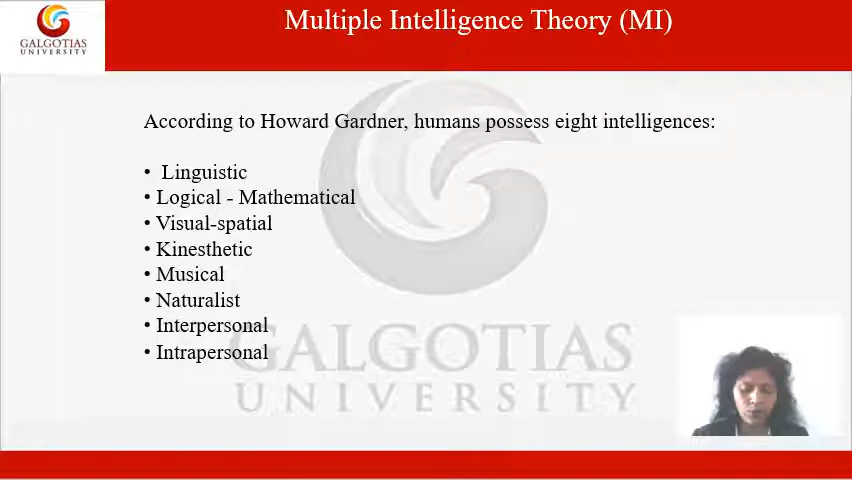 Multiple Intelligence Theory (MI)
GALGOTIAS
UNIVERSITY
According to Howard Gardner, humans possess eight intelligences:
• Linguistic
• Logical - Mathematical
• Visual-spatial
• Kinesthetic
• Musical
• Naturalist
• Interpersonal
• Intrapersonal
GALGOTIAS
UNIVERSITY